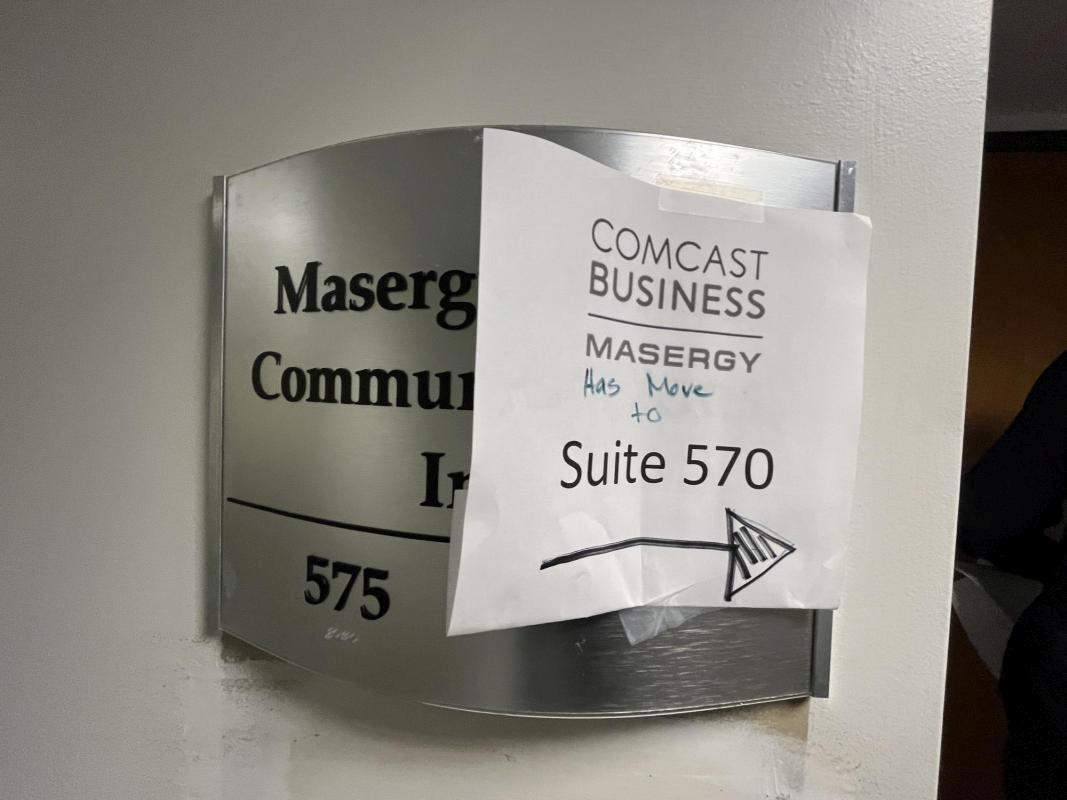 Maserg
Commun
In
575
COMCAST
BUSINESS
MASERGY
Has Move
to
Suite 570